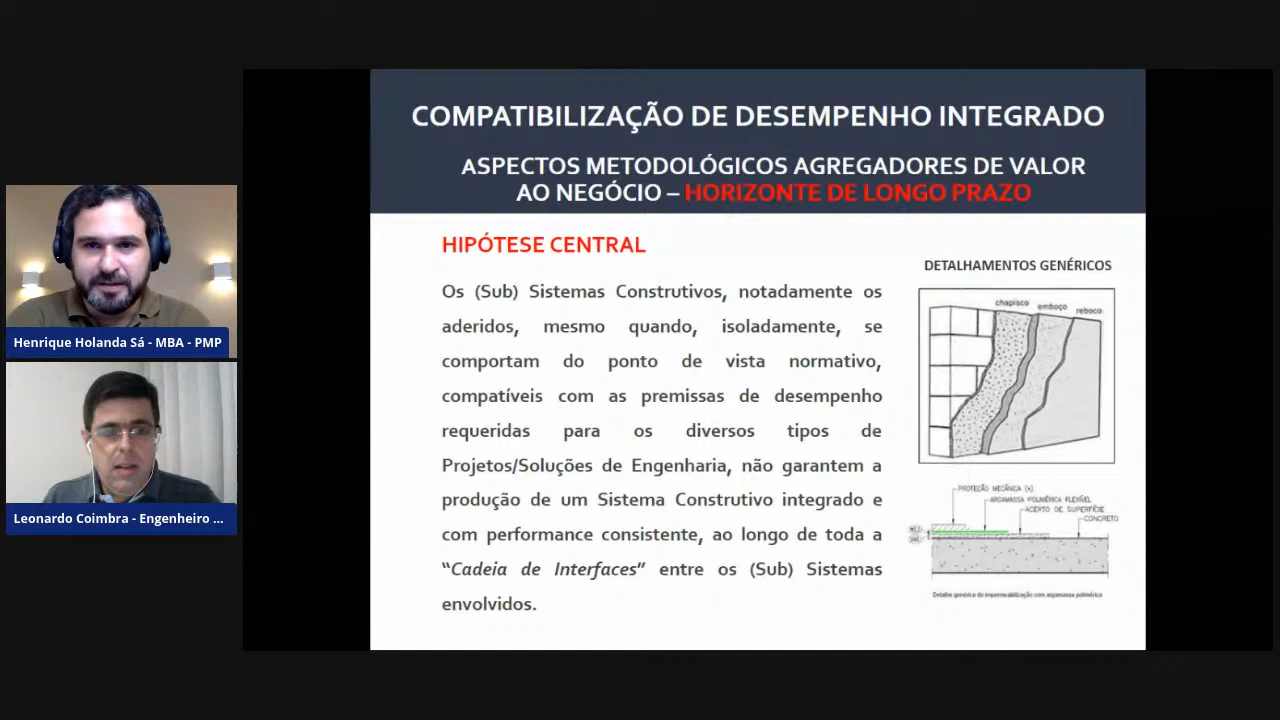 COMPATIBILIZAÇÃO DE DESEMPENHO INTEGRADO
ASPECTOS METODOLÓGICOS AGREGADORES DE VALOR
AO NEGÓCIO – HORIZONTE DE LONGO PRAZO
Henrique Holanda Sá - MBA - PMP
Leonardo Coimbra - Engenheiro ...
HIPÓTESE CENTRAL
Os (Sub) Sistemas Construtivos, notadamente os
aderidos, mesmo quando, isoladamente, se
comportam do ponto de vista normativo,
compatíveis com as premissas de desempenho
requeridas para os diversos tipos de
Projetos/Soluções de Engenharia, não garantem a
produção de um Sistema Construtivo integrado e
com performance consistente, ao longo de toda a
“Cadeia de Interfaces” entre os (Sub) Sistemas
envolvidos.
DETALHAMENTOS GENÉRICOS
chapisco
emboço
reboco
PROTEÇÃO MECÂNICA (*)
ARGAMASSA POLIMÉRICA FLEXÍVEL
ACERTO DE SUPERFÍCIE
CONCRETO
Detalhe genérico de impermeabilização com argamassa polimérica